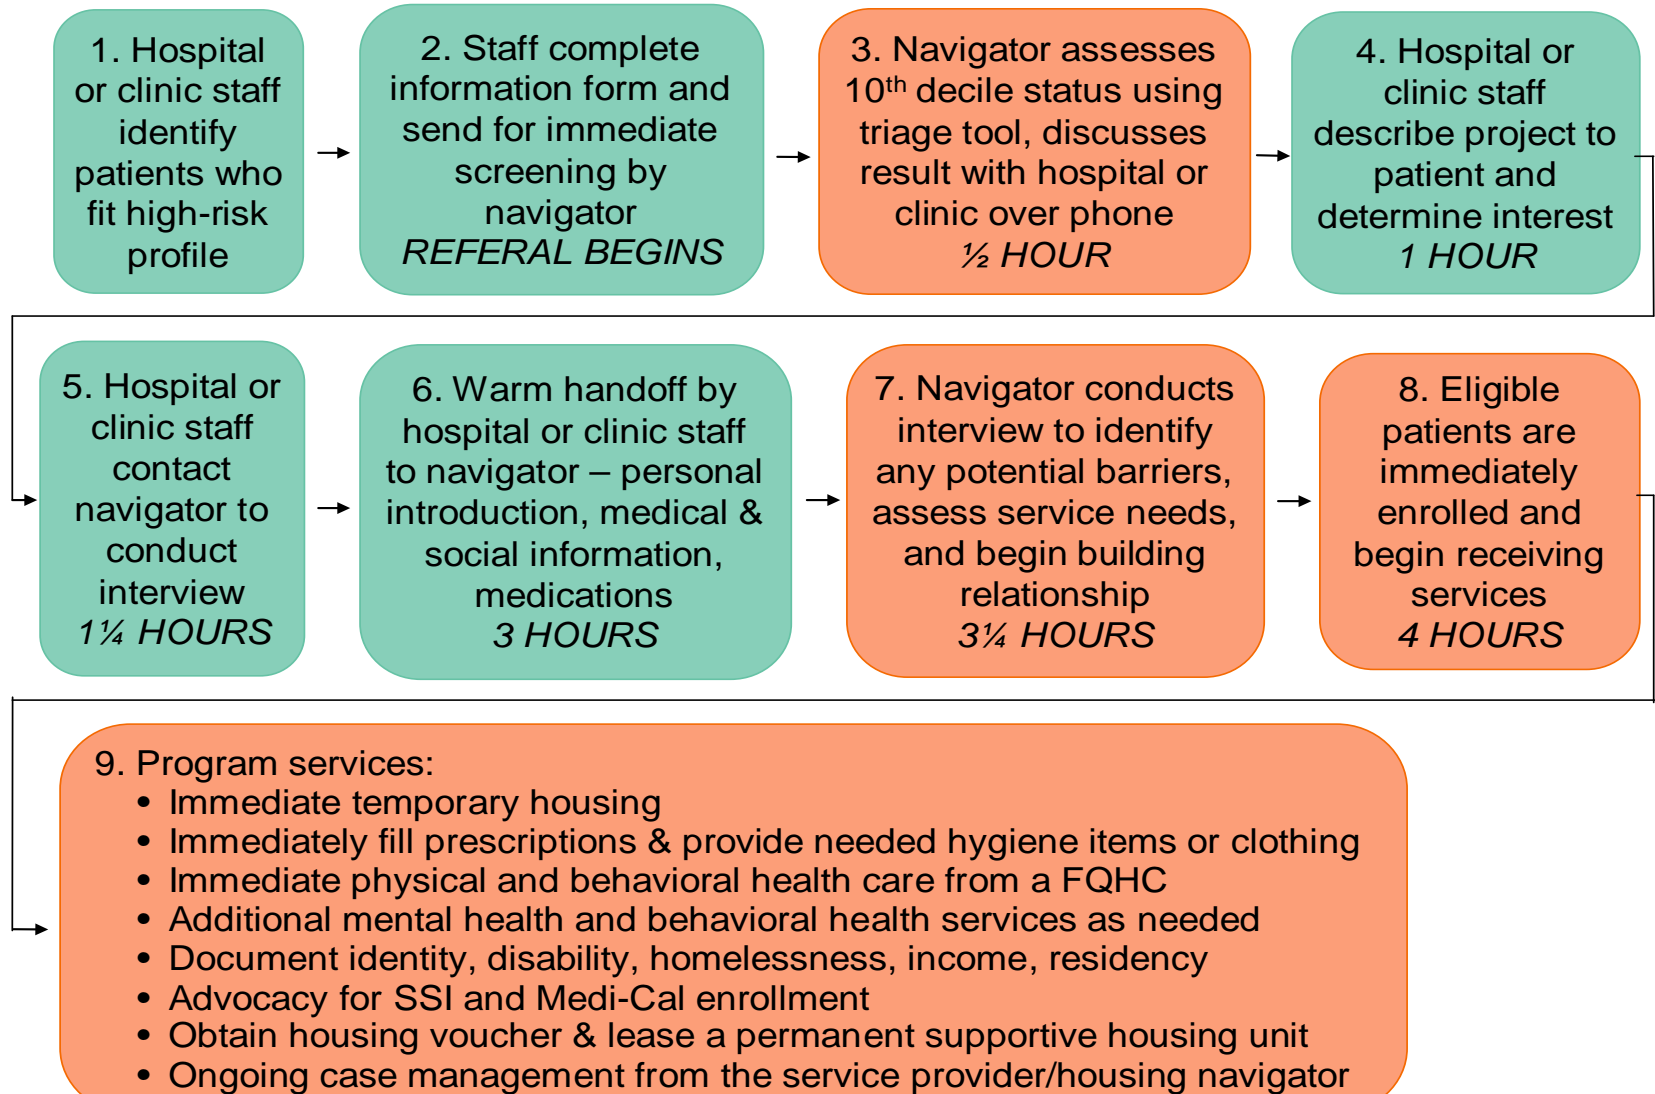 1. Hospital
or clinic staff
identify
patients who
fit high-risk
profile
2. Staff complete
information form and
send for immediate
screening by
navigator
REFERAL BEGINS
3. Navigator assesses
10th decile status using
triage tool, discusses
result with hospital or
clinic over phone
½ HOUR
4. Hospital or
clinic staff
describe project to
patient and
determine interest
1 HOUR
5. Hospital or
clinic staff
contact
navigator to
conduct
interview
1¼ HOURS
6. Warm handoff by
hospital or clinic staff
to navigator – personal
introduction, medical &
social information,
medications
3 HOURS
7. Navigator conducts
interview to identify
any potential barriers,
assess service needs,
and begin building
relationship
3¼ HOURS
8. Eligible
patients are
immediately
enrolled and
begin receiving
services
4 HOURS
9. Program services:
• Immediate temporary housing
• Immediately fill prescriptions & provide needed hygiene items or clothing
• Immediate physical and behavioral health care from a FQHC
• Additional mental health and behavioral health services as needed
• Document identity, disability, homelessness, income, residency
• Advocacy for SSI and Medi-Cal enrollment
• Obtain housing voucher & lease a permanent supportive housing unit
• Ongoing case management from the service provider/housing navigator